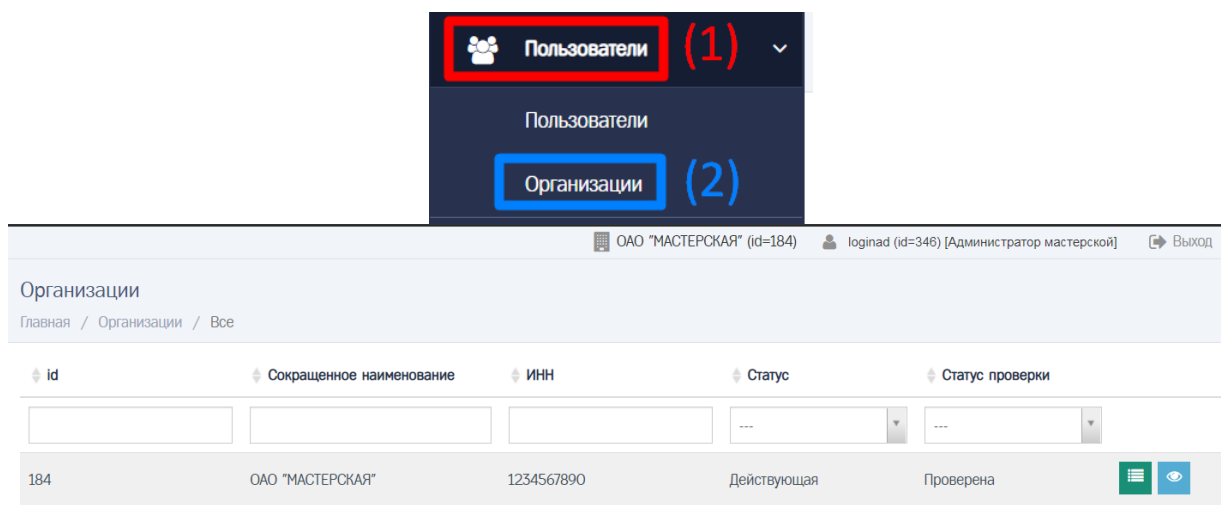 Пользователи (1)
Пользователи
Организации (2)
ОАО "МАСТЕРСКАЯ" (id=184) loginad (id=346) [Администратор мастерской] Выход
Организации
Главная / Организации / Все
id Сокращенное наименование ИНН Статус Статус проверки
--- ---
184 ОАО "МАСТЕРСКАЯ" 1234567890 Действующая Проверена